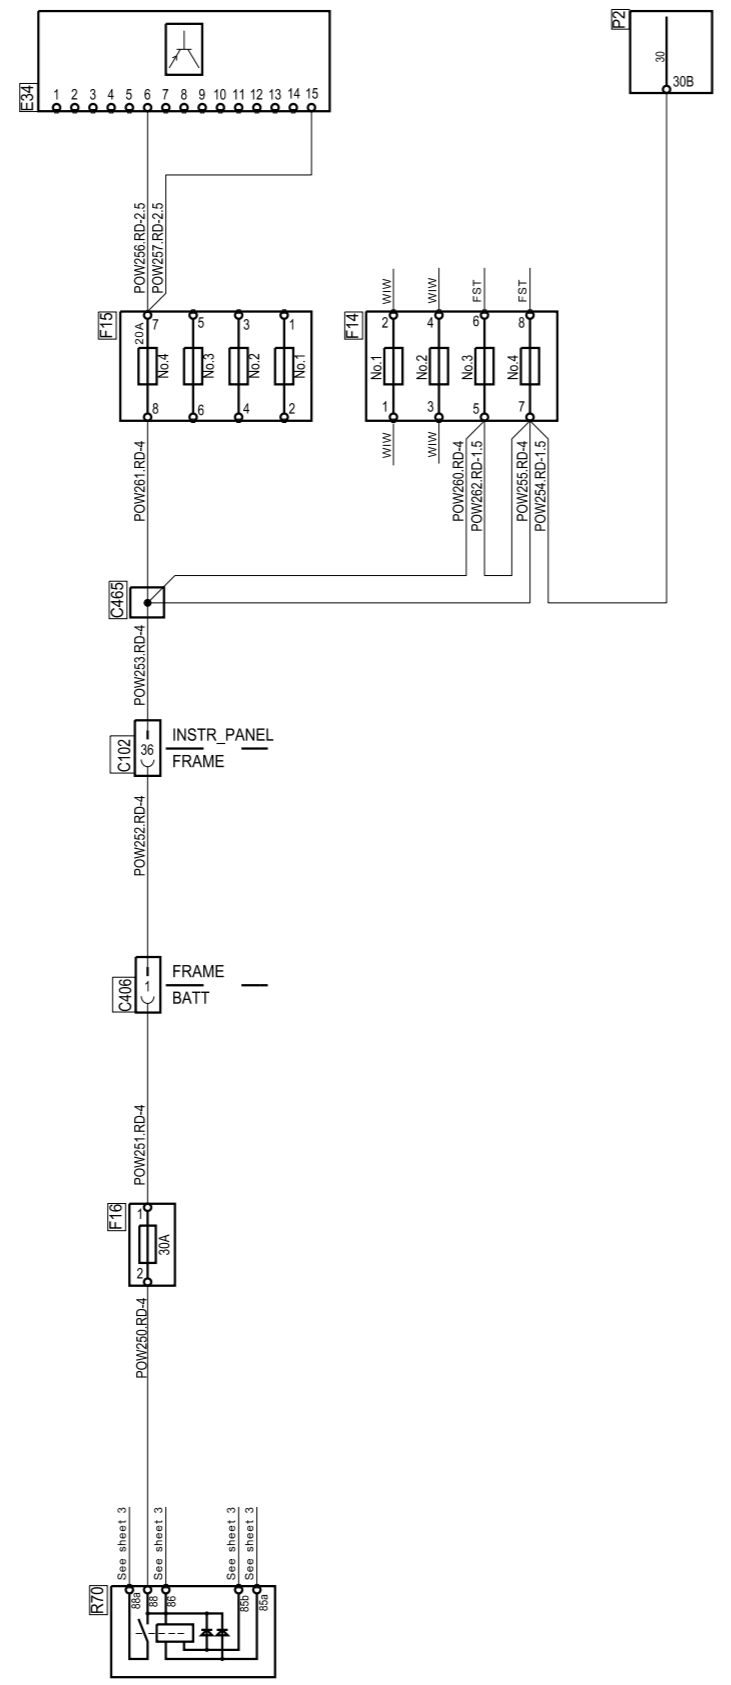 E34
1 2 3 4 5 6 7 8 9 10 11 12 13 14 15
P2
30
30B
POW256.RD-2.5
POW257.RD-2.5
WIW
WIW
FST
FST
F15
20A
7 5 3 1
No.4
No.3
No.2
No.1
8 6 4 2
F14
2 4 6 8
No.1
No.2
No.3
No.4
1 3 5 7
WIW
WIW
POW261.RD-4
POW260.RD-4
POW262.RD-1.5
POW255.RD-4
POW254.RD-1.5
C465
POW253.RD-4
C102
36
INSTR_PANEL
FRAME
POW252.RD-4
C406
1
FRAME
BATT
POW251.RD-4
F16
1
30A
2
POW250.RD-4
See sheet 3
See sheet 3
See sheet 3
See sheet 3
R70
88a
88
86
85b
85a